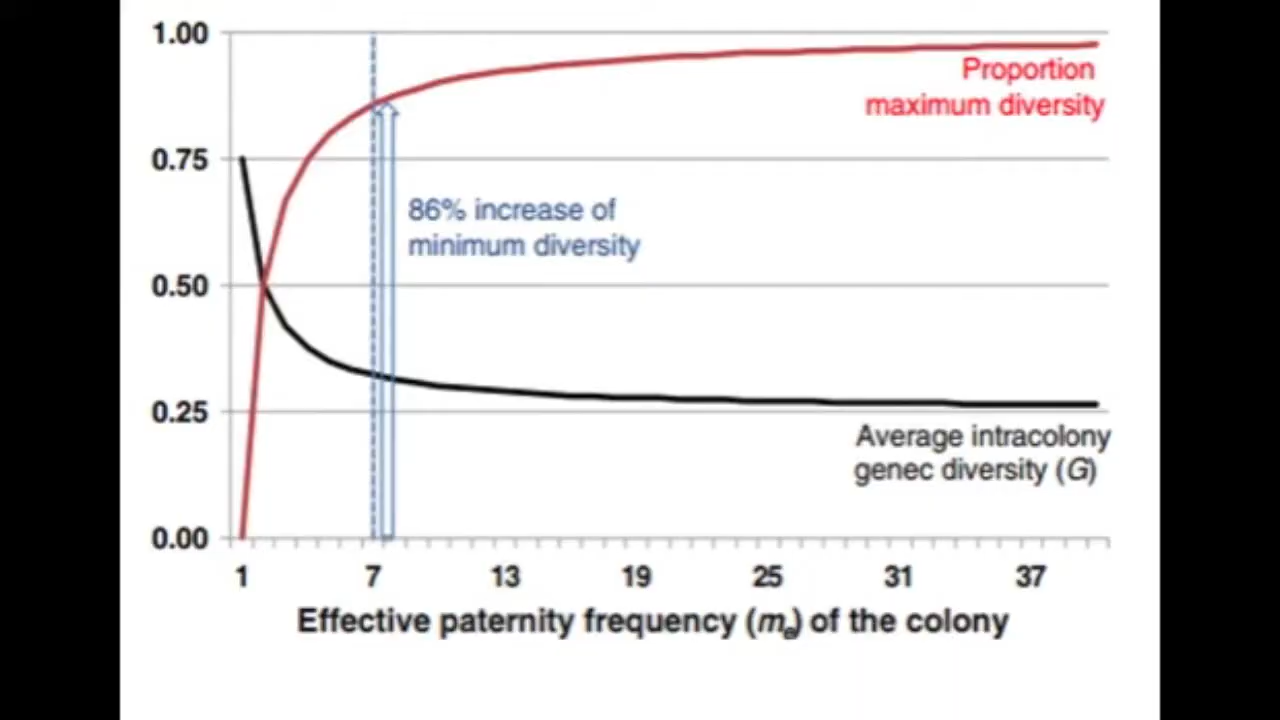 1.00
Proportion
maximum diversity
0.75
86% increase of
minimum diversity
0.50
0.25
Average intracolony
genec diversity (G)
0.00
1 7 13 19 25 31 37
Effective paternity frequency (me) of the colony